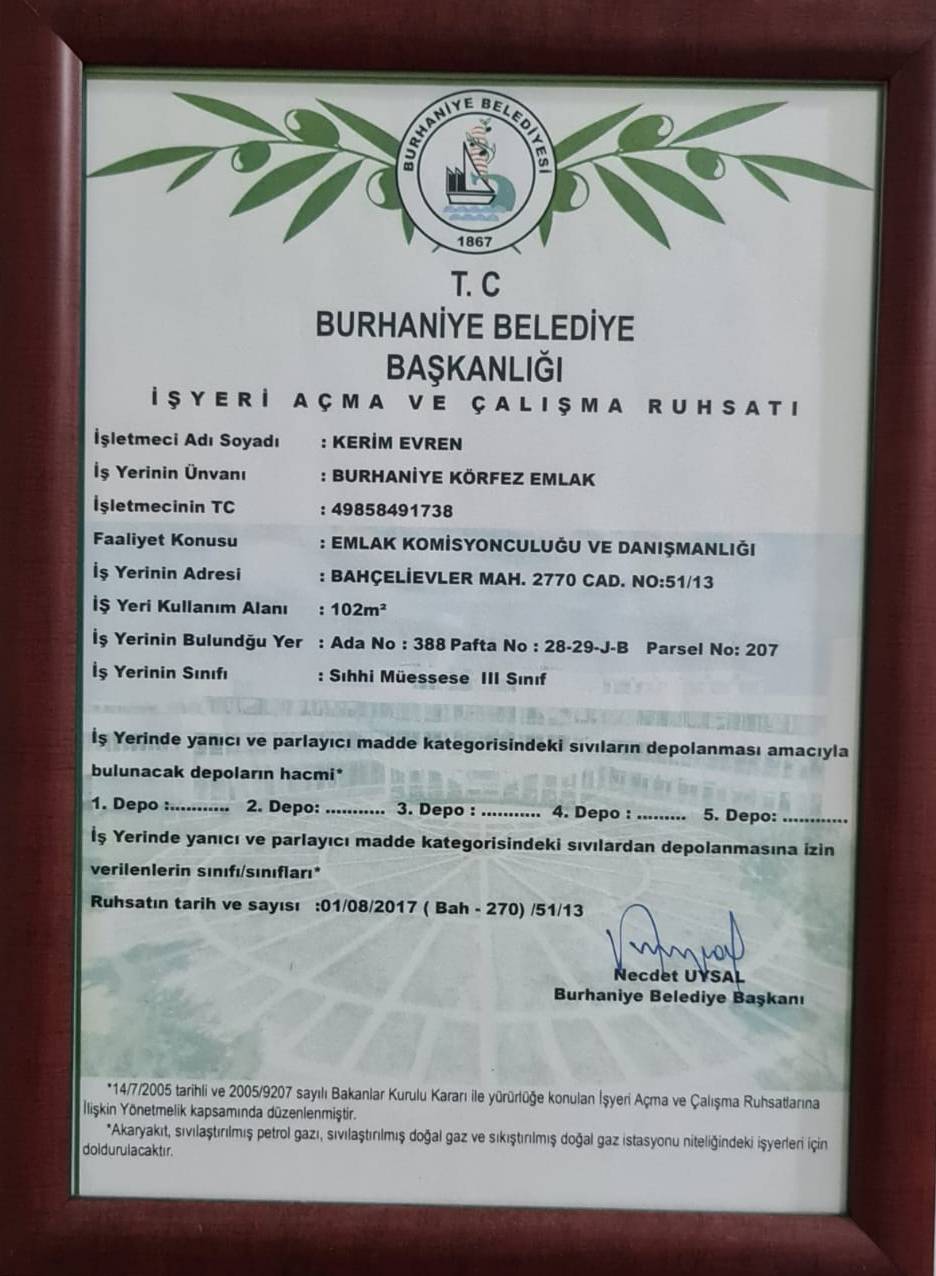 BURHANİYE BELEDİYESİ
1867
T. C
BURHANİYE BELEDİYE
BAŞKANLIĞI
İŞYERİ AÇMA VE ÇALIŞMA RUHSATI
İşletmeci Adı Soyadı : KERİM EVREN
İş Yerinin Ünvanı : BURHANİYE KÖRFEZ EMLAK
İşletmecinin TC : 49858491738
Faaliyet Konusu : EMLAK KOMİSYONCULUĞU VE DANIŞMANLIĞI
İş Yerinin Adresi : BAHÇELİEVLER MAH. 2770 CAD. NO:51/13
İŞ Yeri Kullanım Alanı : 102m²
İş Yerinin Bulundğu Yer : Ada No : 388 Pafta No : 28-29-J-B Parsel No: 207
İş Yerinin Sınıfı : Sıhhi Müessese III Sınıf
İş Yerinde yanıcı ve parlayıcı madde kategorisindeki sıvıların depolanması amacıyla
bulunacak depoların hacmi*
1. Depo :........... 2. Depo: ........... 3. Depo : ........... 4. Depo : ......... 5. Depo: ............
İş Yerinde yanıcı ve parlayıcı madde kategorisindeki sıvılardan depolanmasına izin
verilenlerin sınıfı/sınıfları*
Ruhsatın tarih ve sayısı :01/08/2017 ( Bah - 270) /51/13
Necdet UYSAL
Burhaniye Belediye Başkanı
*14/7/2005 tarihli ve 2005/9207 sayılı Bakanlar Kurulu Kararı ile yürürlüğe konulan İşyeri Açma ve Çalışma Ruhsatlarına
İlişkin Yönetmelik kapsamında düzenlenmiştir.
*Akaryakıt, sıvılaştırılmış petrol gazı, sıvılaştırılmış doğal gaz ve sıkıştırılmış doğal gaz istasyonu niteliğindeki işyerleri için
doldurulacaktır.